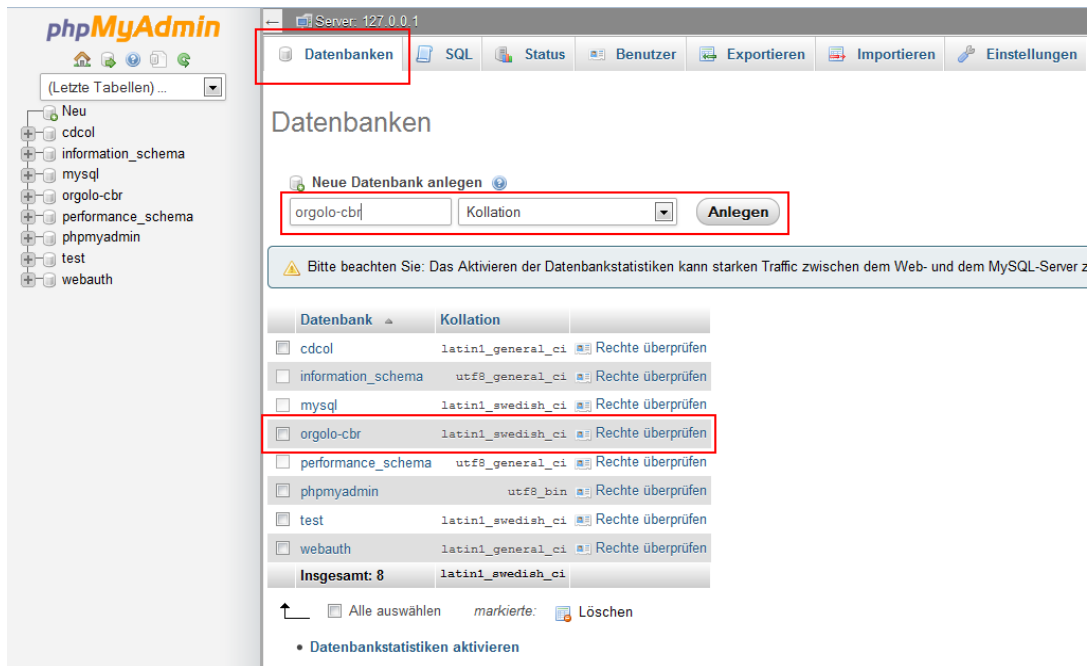 phpMyAdmin
(Letzte Tabellen) ...
Neu
cdcol
information_schema
mysql
orgolo-cbr
performance_schema
phpmyadmin
test
webauth
Server: 127.0.0.1
Datenbanken SQL Status Benutzer Exportieren Importieren Einstellungen
Datenbanken
Neue Datenbank anlegen
orgolo-cbr Kollation Anlegen
Bitte beachten Sie: Das Aktivieren der Datenbankstatistiken kann starken Traffic zwischen dem Web- und dem MySQL-Server z
Datenbank Kollation
cdcol latin1_general_ci Rechte überprüfen
information_schema utf8_general_ci Rechte überprüfen
mysql latin1_swedish_ci Rechte überprüfen
orgolo-cbr latin1_swedish_ci Rechte überprüfen
performance_schema utf8_general_ci Rechte überprüfen
phpmyadmin utf8_bin Rechte überprüfen
test latin1_swedish_ci Rechte überprüfen
webauth latin1_general_ci Rechte überprüfen
Insgesamt: 8 latin1_swedish_ci
Alle auswählen markierte: Löschen
• Datenbankstatistiken aktivieren